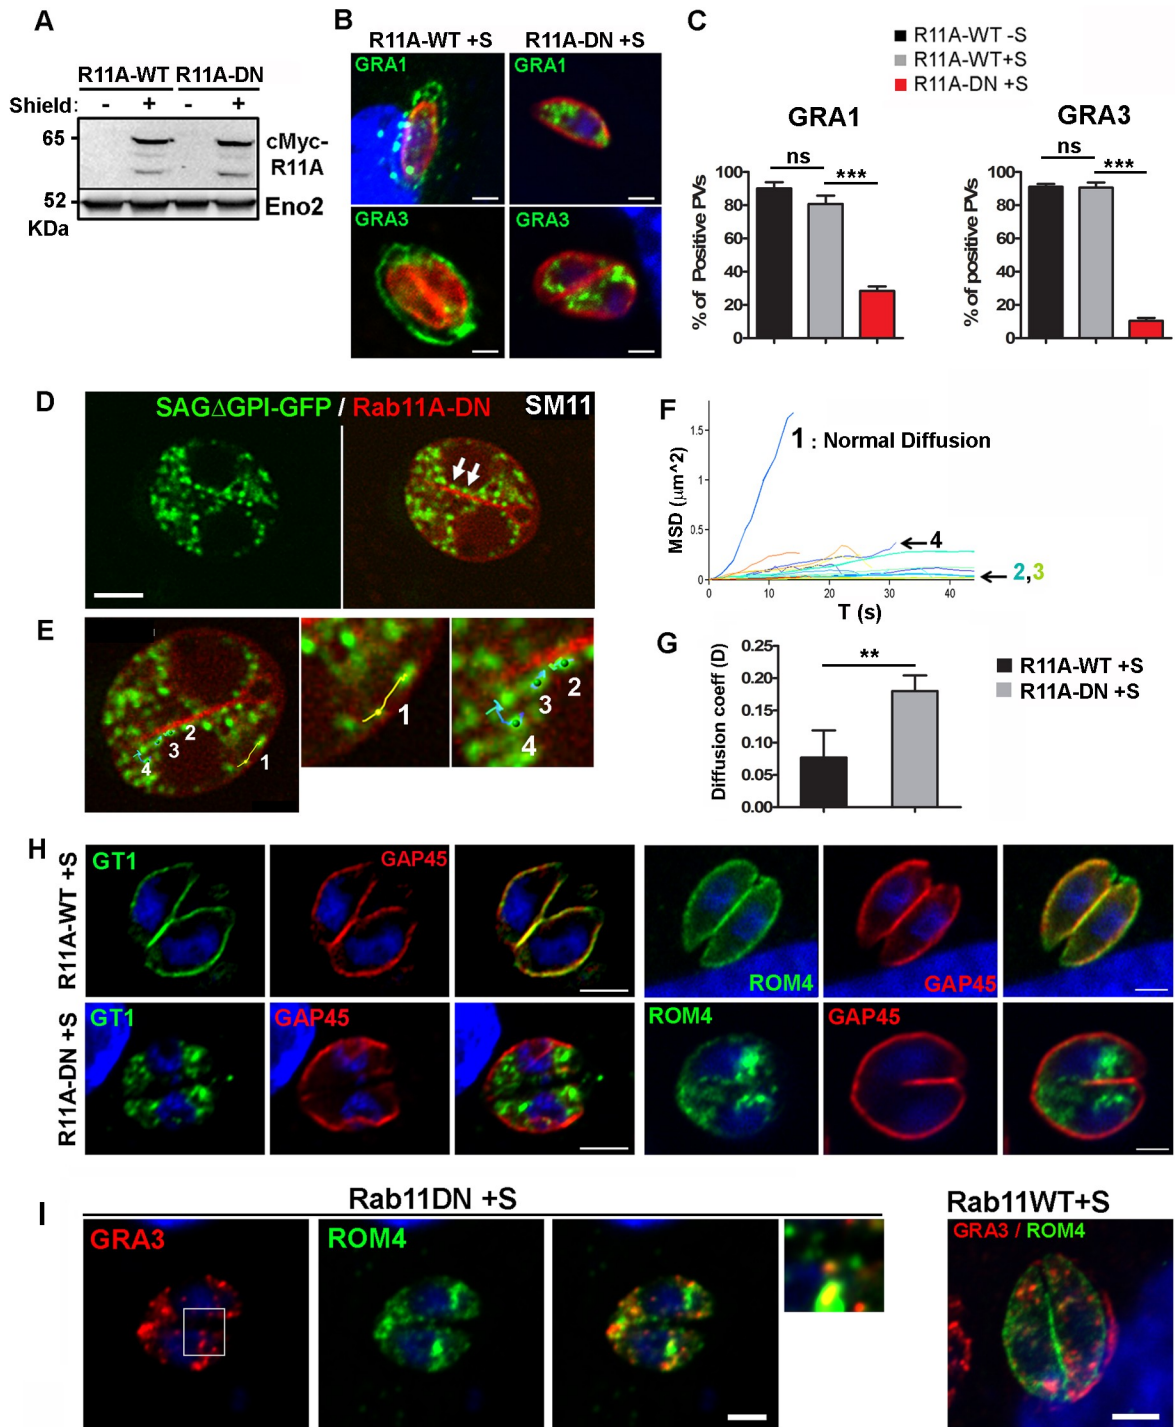 A
R11A-WT R11A-DN
Shield: - + - +
65
cMyc-
R11A
52
Eno2
KDa
B
R11A-WT +S R11A-DN +S
GRA1 GRA1
GRA3 GRA3
C
R11A-WT -S
R11A-WT+S
R11A-DN +S
GRA1
ns
***
% of Positive PVs
100
80
60
40
20
0
GRA3
ns
***
% of positive PVs
100
80
60
40
20
0
D
SAGΔGPI-GFP / Rab11A-DN SM11
E
1
2
3
4
1
2
3
4
F
1 : Normal Diffusion
MSD (μm^2)
1.5
1
0.5
0
4
2,3
0 10 20 30 40
T (s)
G
**
Diffusion coeff (D)
0.25
0.20
0.15
0.10
0.05
0.00
R11A-WT +S
R11A-DN +S
H
R11A-WT +S
GT1 GAP45
ROM4 GAP45
R11A-DN +S
GT1 GAP45 ROM4 GAP45
I
Rab11DN +S
GRA3 ROM4
Rab11WT+S
GRA3 / ROM4